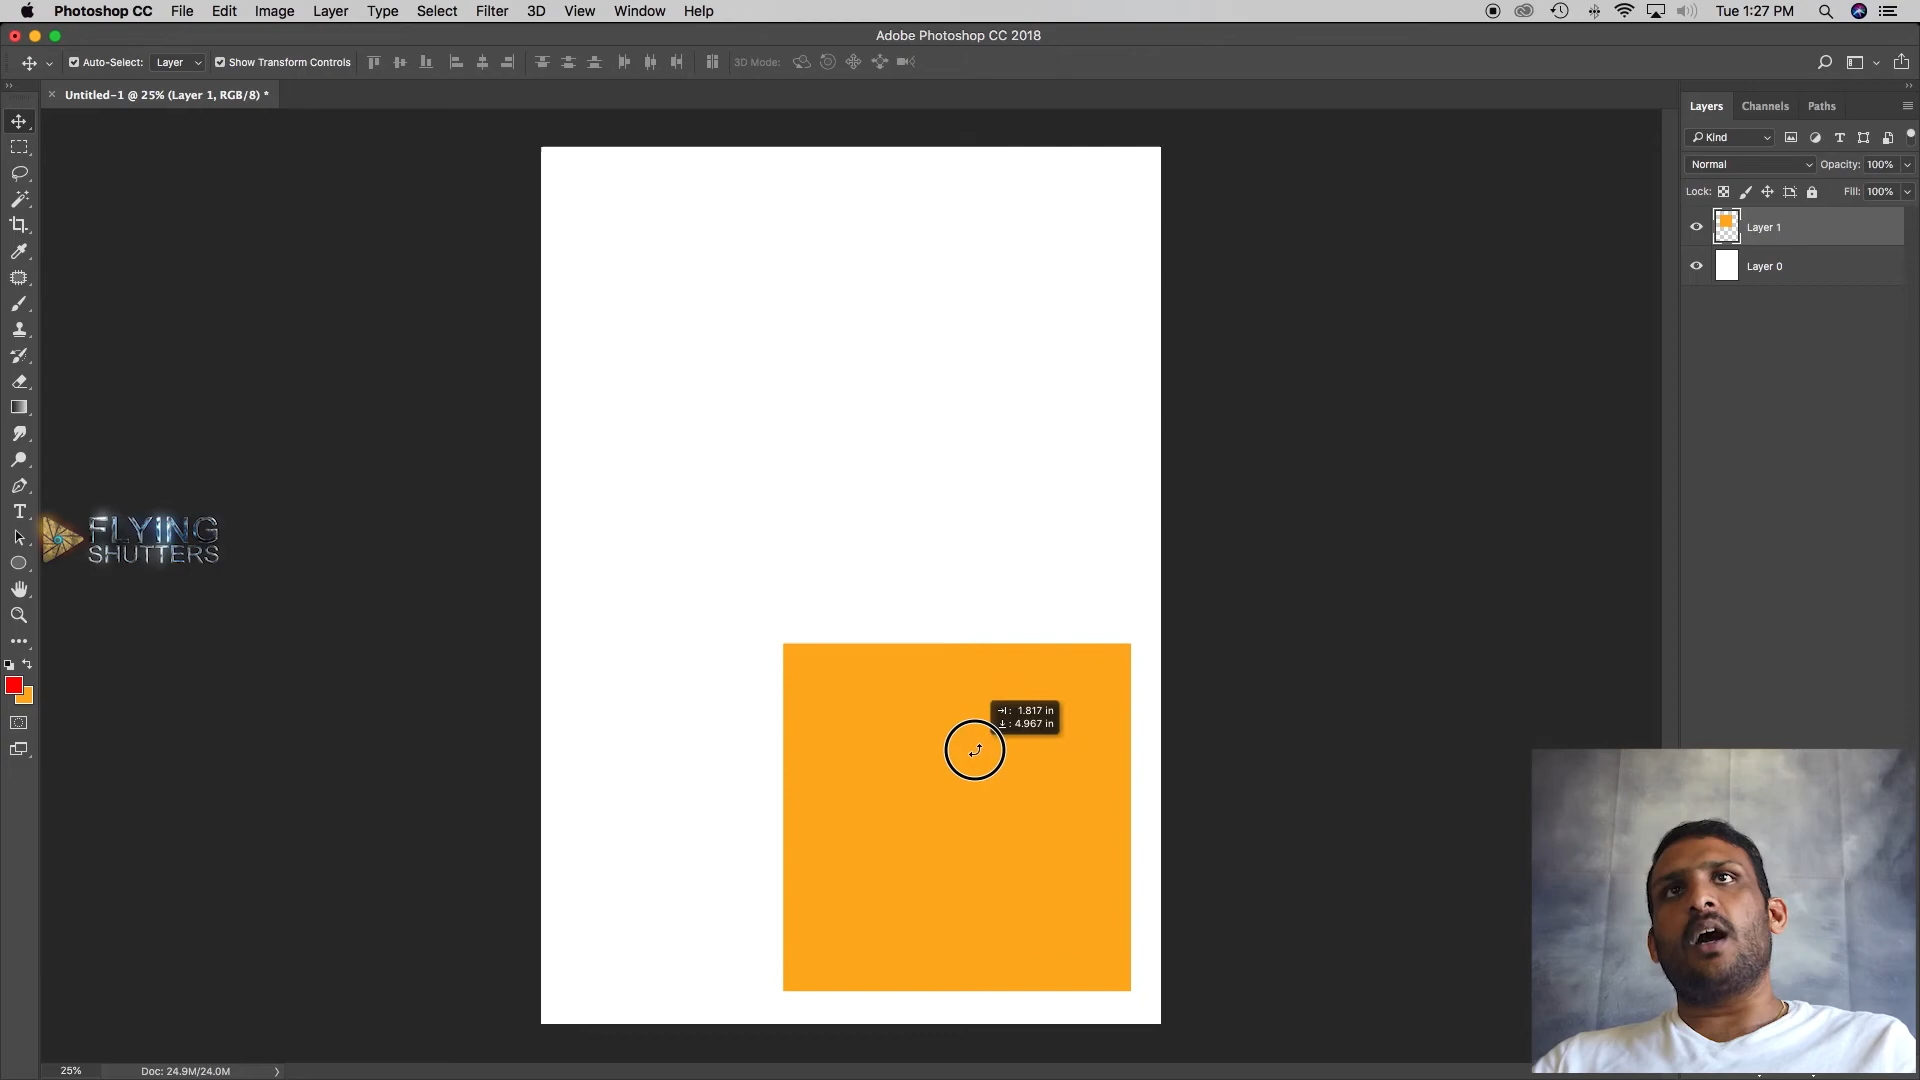 Photoshop CC File Edit Image Layer Type Select Filter 3D View Window Help Tue 1:27 PM
Adobe Photoshop CC 2018
Auto-Select: Layer Show Transform Controls 3D Mode:
Untitled-1 @ 25% (Layer 1, RGB/8) *
Layers Channels Paths
Kind
Normal Opacity: 100%
Lock: Fill: 100%
Layer 1
Layer 0
FLYING
SHUTTERS
: 1.817 in
: 4.967 in
25% Doc: 24.9M/24.0M